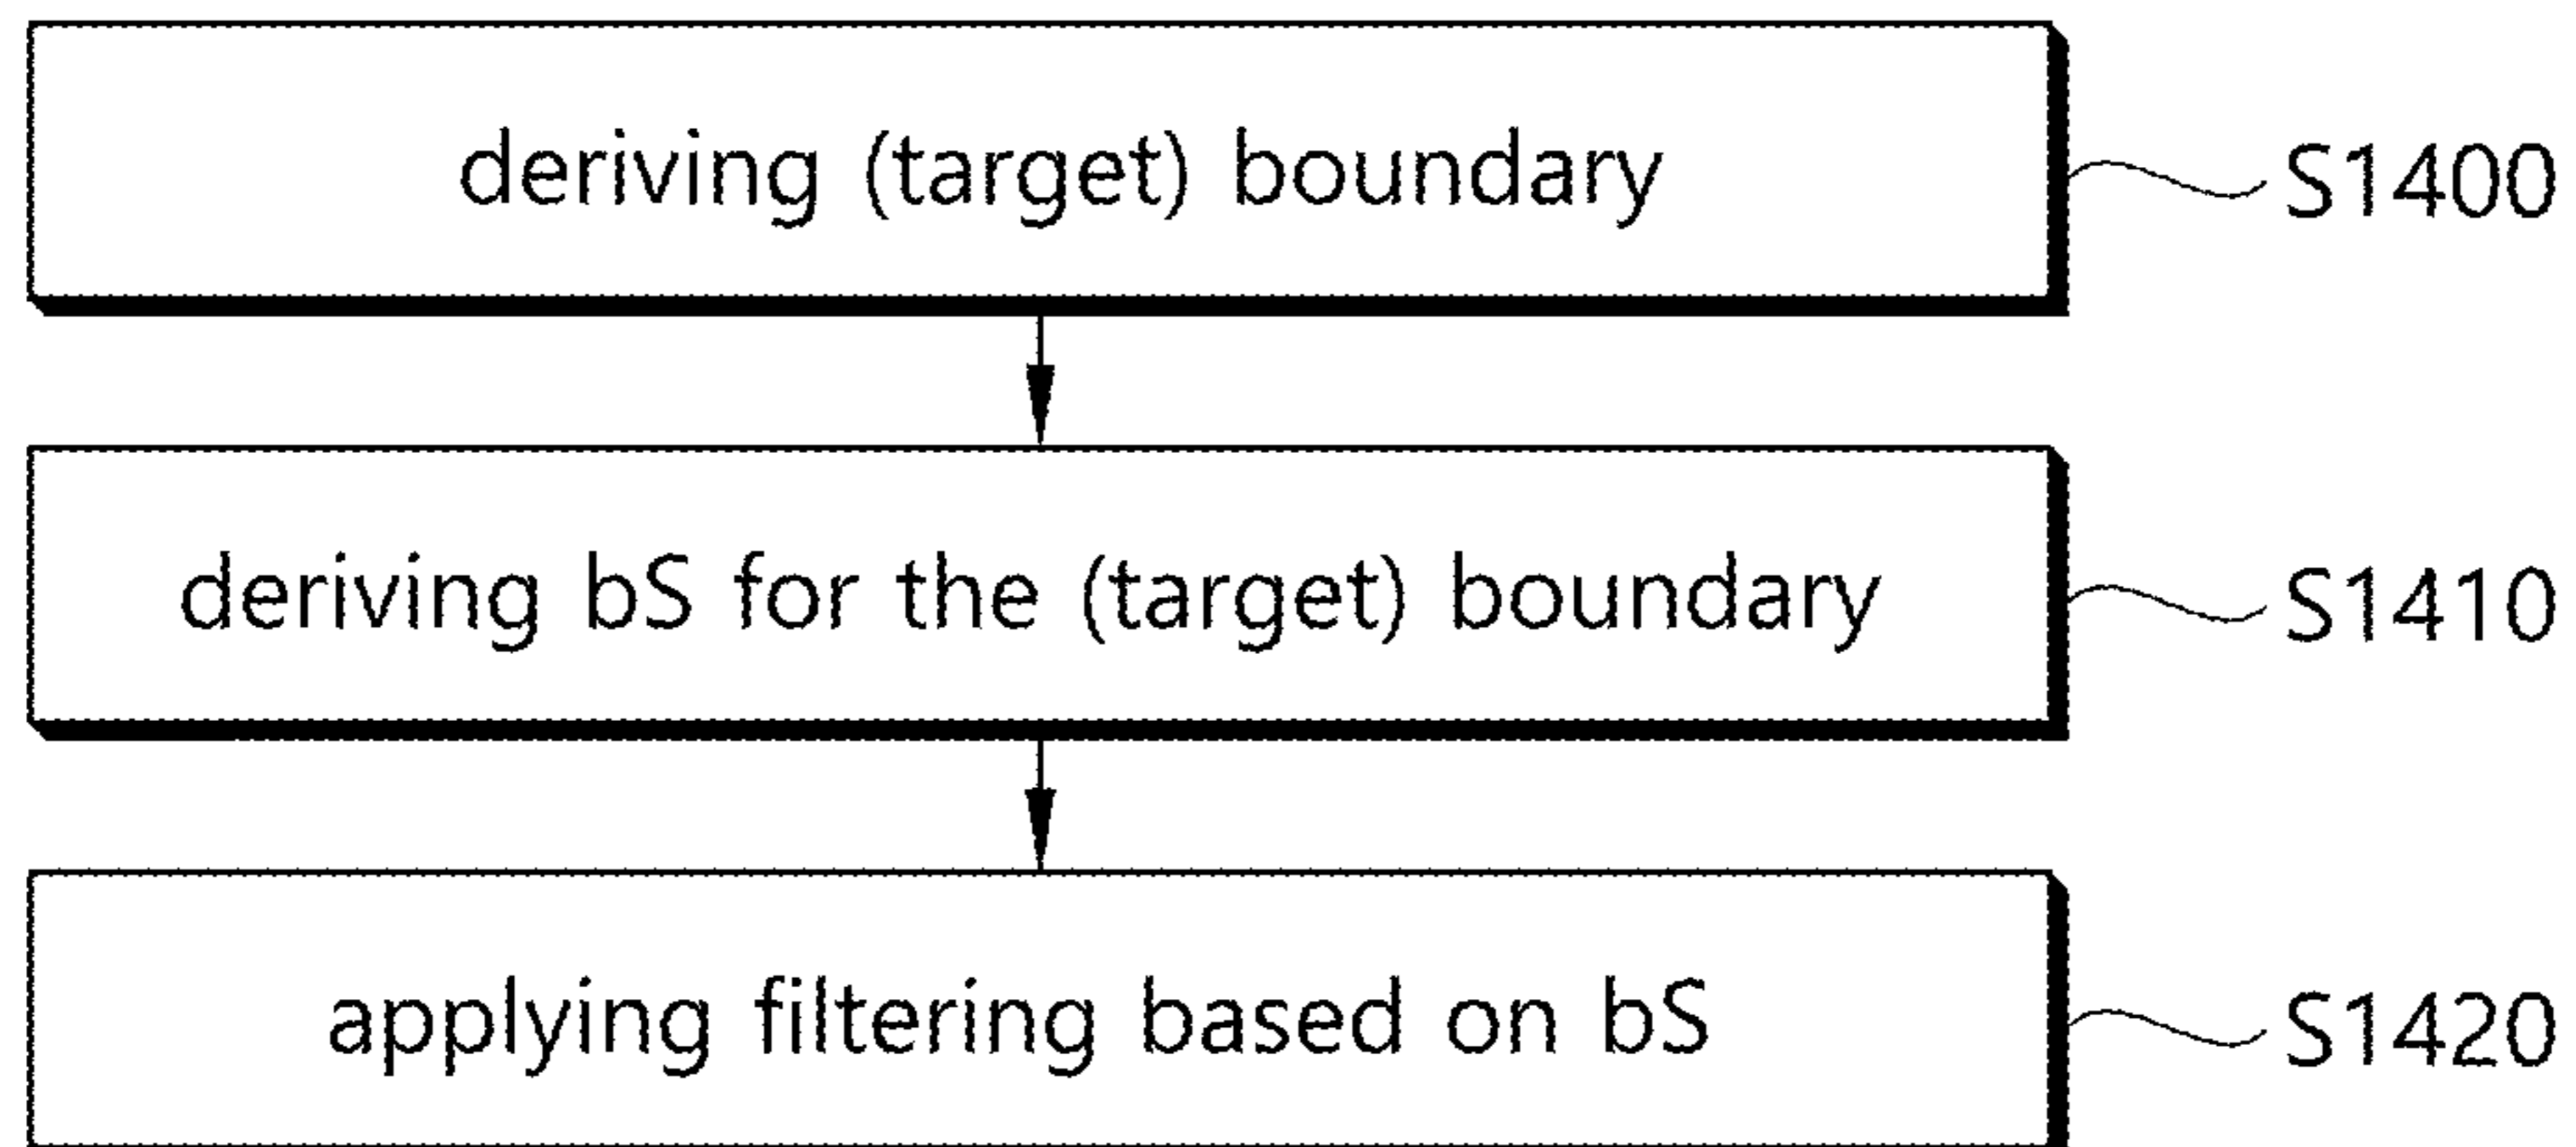 deriving (target) boundary S1400
deriving bS for the (target) boundary S1410
applying filtering based on bS S1420